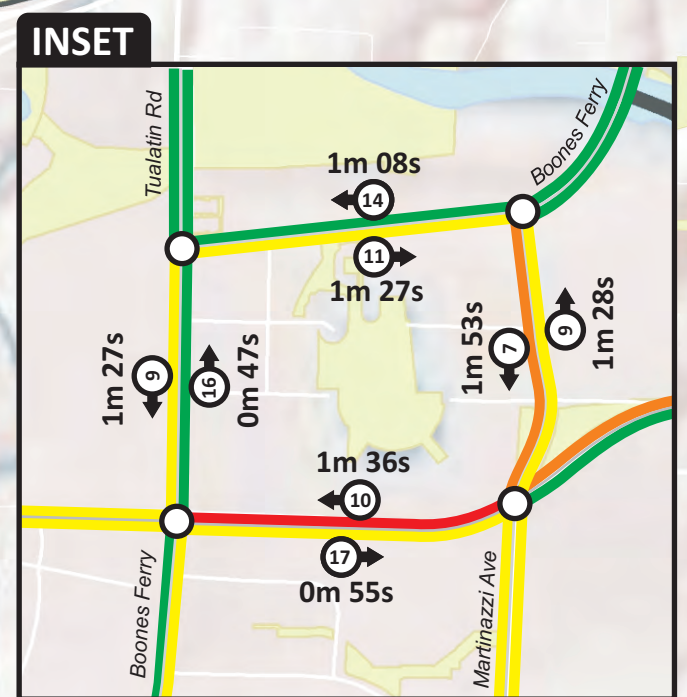 INSET
Tualatin Rd
Boones Ferry
1m 08s
14
11
1m 27s
1m 27s
9
16
0m 47s
1m 53s
7
9
1m 28s
1m 36s
10
17
0m 55s
Boones Ferry
Martinazzi Ave